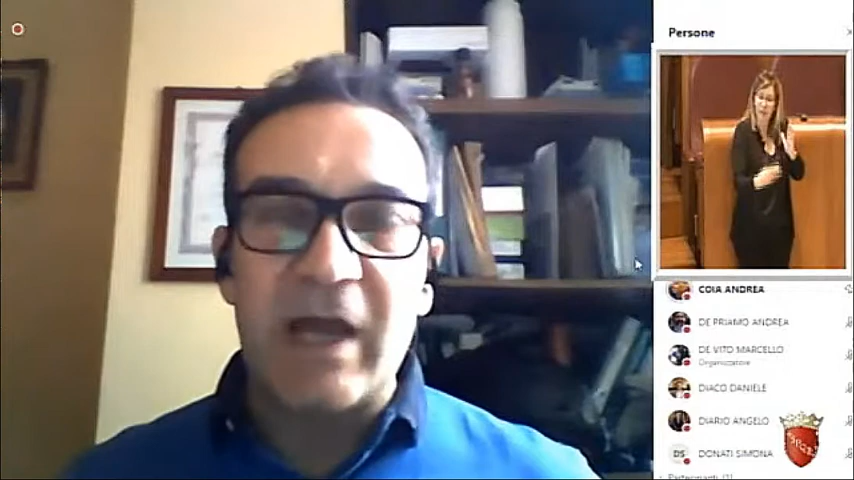 Persone
COIA ANDREA
DE PRIAMO ANDREA
DE VITO MARCELLO
Organizzatore
DIACO DANIELE
DIARIO ANGELO
DS DONATI SIMONA
SPQR